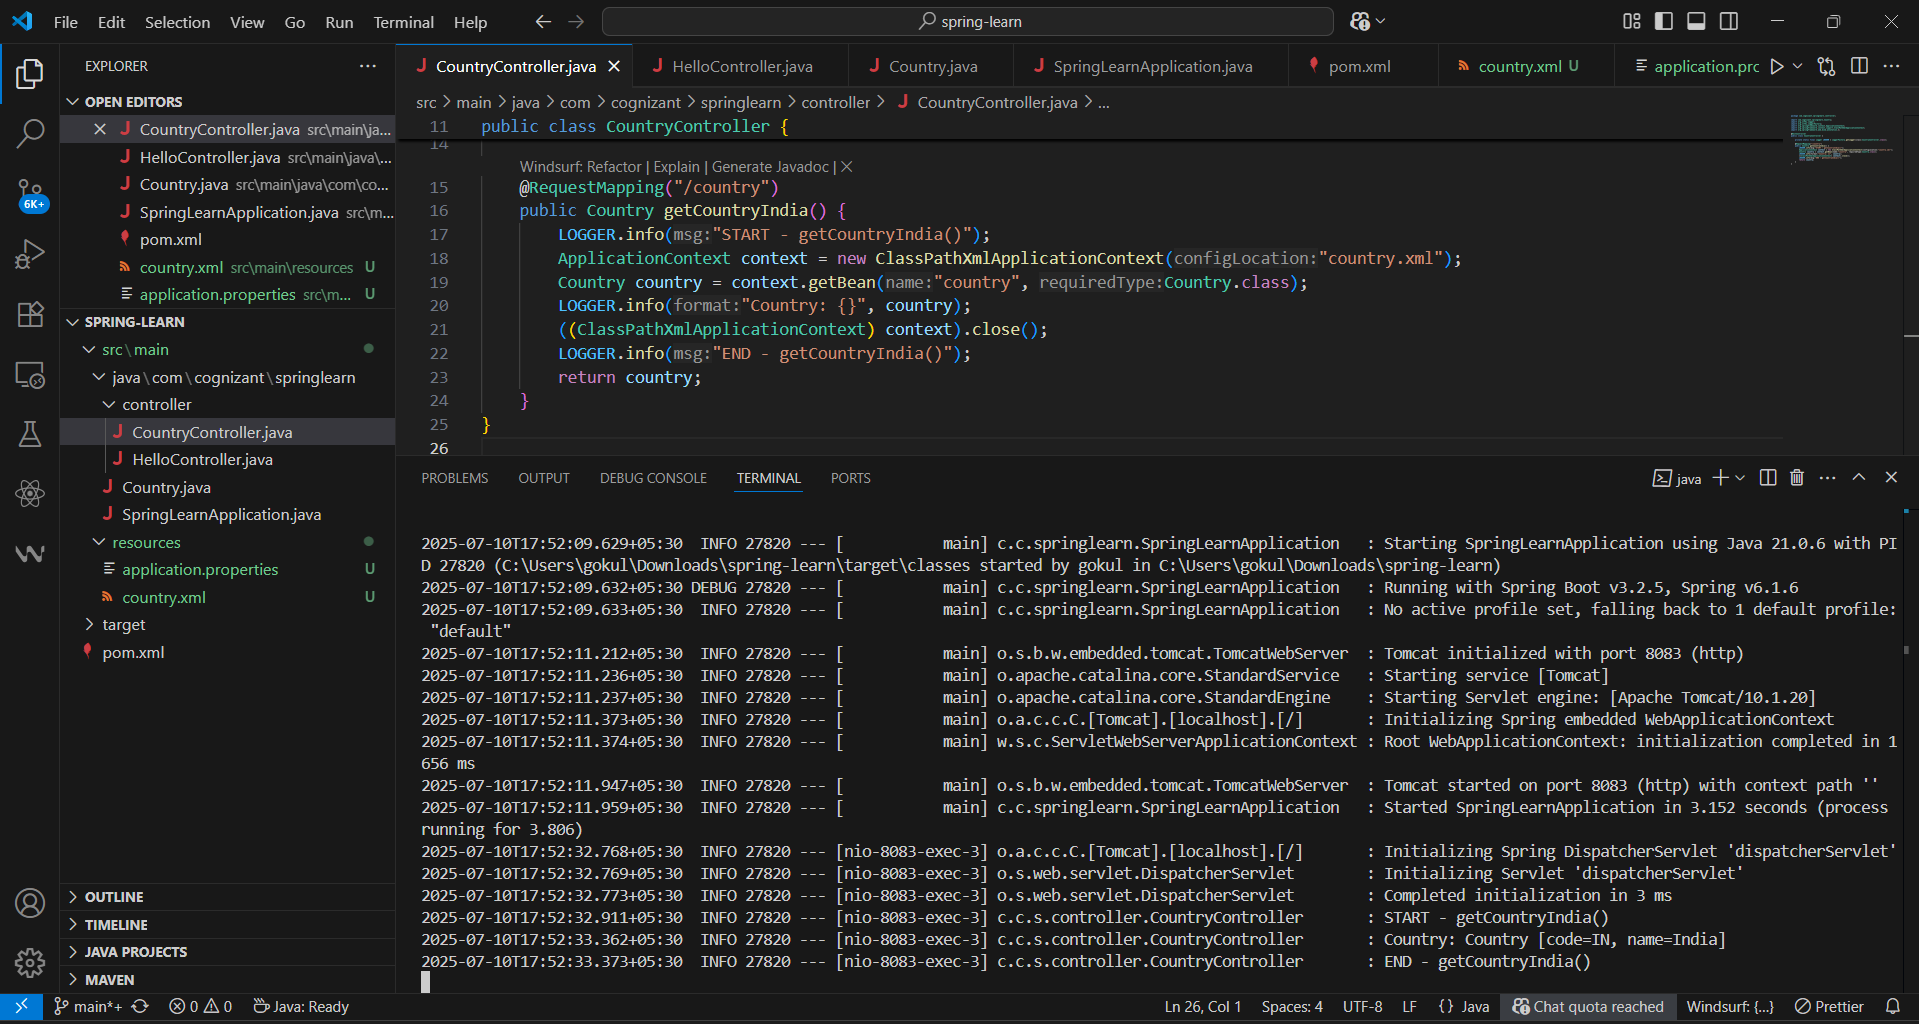 File Edit Selection View Go Run Terminal Help
spring-learn
EXPLORER
OPEN EDITORS
CountryController.java src\main\ja...
HelloController.java src\main\java\...
Country.java src\main\java\com\co...
SpringLearnApplication.java src\m...
pom.xml
country.xml src\main\resources U
application.properties src\m... U
SPRING-LEARN
src\main
java\com\cognizant\springlearn
controller
CountryController.java
HelloController.java
Country.java
SpringLearnApplication.java
resources
application.properties U
country.xml U
target
pom.xml
OUTLINE
TIMELINE
JAVA PROJECTS
MAVEN
6K+
CountryController.java HelloController.java Country.java SpringLearnApplication.java pom.xml country.xml U application.prc
src > main > java > com > cognizant > springlearn > controller > CountryController.java > ...
11 public class CountryController {
14
Windsurf: Refactor | Explain | Generate Javadoc | X
15 @RequestMapping("/country")
16 public Country getCountryIndia() {
17 LOGGER.info(msg:"START - getCountryIndia()");
18 ApplicationContext context = new ClassPathXmlApplicationContext(configLocation:"country.xml");
19 Country country = context.getBean(name:"country", requiredType:Country.class);
20 LOGGER.info(format:"Country: {}", country);
21 ((ClassPathXmlApplicationContext) context).close();
22 LOGGER.info(msg:"END - getCountryIndia()");
23 return country;
24 }
25 }
26
PROBLEMS OUTPUT DEBUG CONSOLE TERMINAL PORTS
java
2025-07-10T17:52:09.629+05:30 INFO 27820 --- [ main] c.c.springlearn.SpringLearnApplication : Starting SpringLearnApplication using Java 21.0.6 with PI
D 27820 (C:\Users\gokul\Downloads\spring-learn\target\classes started by gokul in C:\Users\gokul\Downloads\spring-learn)
2025-07-10T17:52:09.632+05:30 DEBUG 27820 --- [ main] c.c.springlearn.SpringLearnApplication : Running with Spring Boot v3.2.5, Spring v6.1.6
2025-07-10T17:52:09.633+05:30 INFO 27820 --- [ main] c.c.springlearn.SpringLearnApplication : No active profile set, falling back to 1 default profile:
"default"
2025-07-10T17:52:11.212+05:30 INFO 27820 --- [ main] o.s.b.w.embedded.tomcat.TomcatWebServer : Tomcat initialized with port 8083 (http)
2025-07-10T17:52:11.236+05:30 INFO 27820 --- [ main] o.apache.catalina.core.StandardService : Starting service [Tomcat]
2025-07-10T17:52:11.237+05:30 INFO 27820 --- [ main] o.apache.catalina.core.StandardEngine : Starting Servlet engine: [Apache Tomcat/10.1.20]
2025-07-10T17:52:11.373+05:30 INFO 27820 --- [ main] o.a.c.c.C.[Tomcat].[localhost].[/] : Initializing Spring embedded WebApplicationContext
2025-07-10T17:52:11.374+05:30 INFO 27820 --- [ main] w.s.c.ServletWebServerApplicationContext : Root WebApplicationContext: initialization completed in 1
656 ms
2025-07-10T17:52:11.947+05:30 INFO 27820 --- [ main] o.s.b.w.embedded.tomcat.TomcatWebServer : Tomcat started on port 8083 (http) with context path ''
2025-07-10T17:52:11.959+05:30 INFO 27820 --- [ main] c.c.springlearn.SpringLearnApplication : Started SpringLearnApplication in 3.152 seconds (process
running for 3.806)
2025-07-10T17:52:32.768+05:30 INFO 27820 --- [nio-8083-exec-3] o.a.c.c.C.[Tomcat].[localhost].[/] : Initializing Spring DispatcherServlet 'dispatcherServlet'
2025-07-10T17:52:32.769+05:30 INFO 27820 --- [nio-8083-exec-3] o.s.web.servlet.DispatcherServlet : Initializing Servlet 'dispatcherServlet'
2025-07-10T17:52:32.773+05:30 INFO 27820 --- [nio-8083-exec-3] o.s.web.servlet.DispatcherServlet : Completed initialization in 3 ms
2025-07-10T17:52:32.911+05:30 INFO 27820 --- [nio-8083-exec-3] c.c.s.controller.CountryController : START - getCountryIndia()
2025-07-10T17:52:33.362+05:30 INFO 27820 --- [nio-8083-exec-3] c.c.s.controller.CountryController : Country: Country [code=IN, name=India]
2025-07-10T17:52:33.373+05:30 INFO 27820 --- [nio-8083-exec-3] c.c.s.controller.CountryController : END - getCountryIndia()
main*+ 0 0 Java: Ready Ln 26, Col 1 Spaces: 4 UTF-8 LF {} Java Chat quota reached Windsurf: {...} Prettier